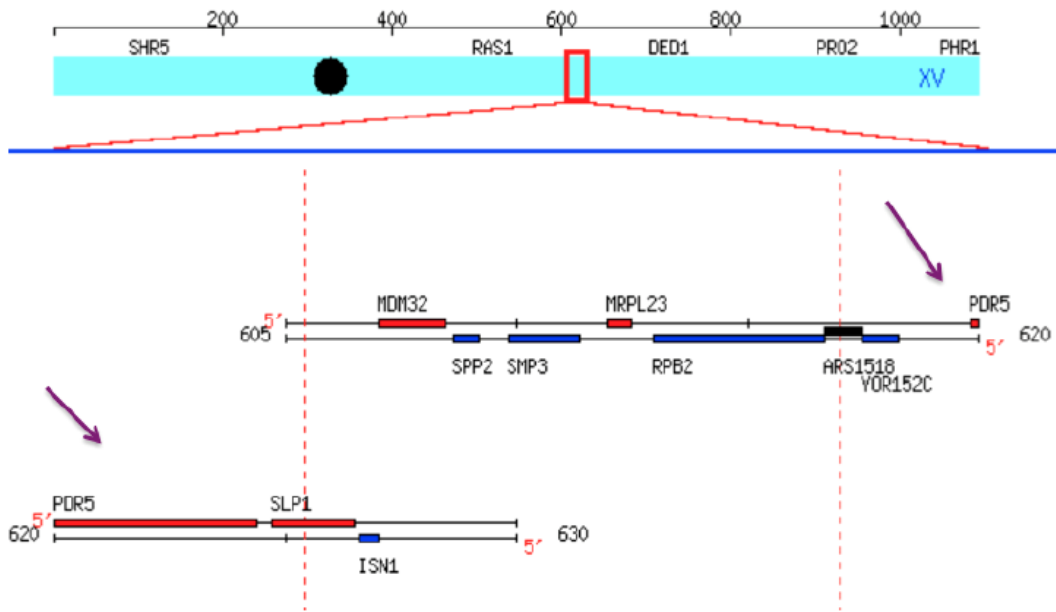 200 400 600 800 1000
SHR5 RAS1 DED1 PRO2 PHR1
XV
MDM32 MRPL23 PDR5
5′
605 620
5′
SPP2 SMP3 RPB2 ARS1518
YOR152C
PDR5 SLP1
5′
620 630
5′
ISN1